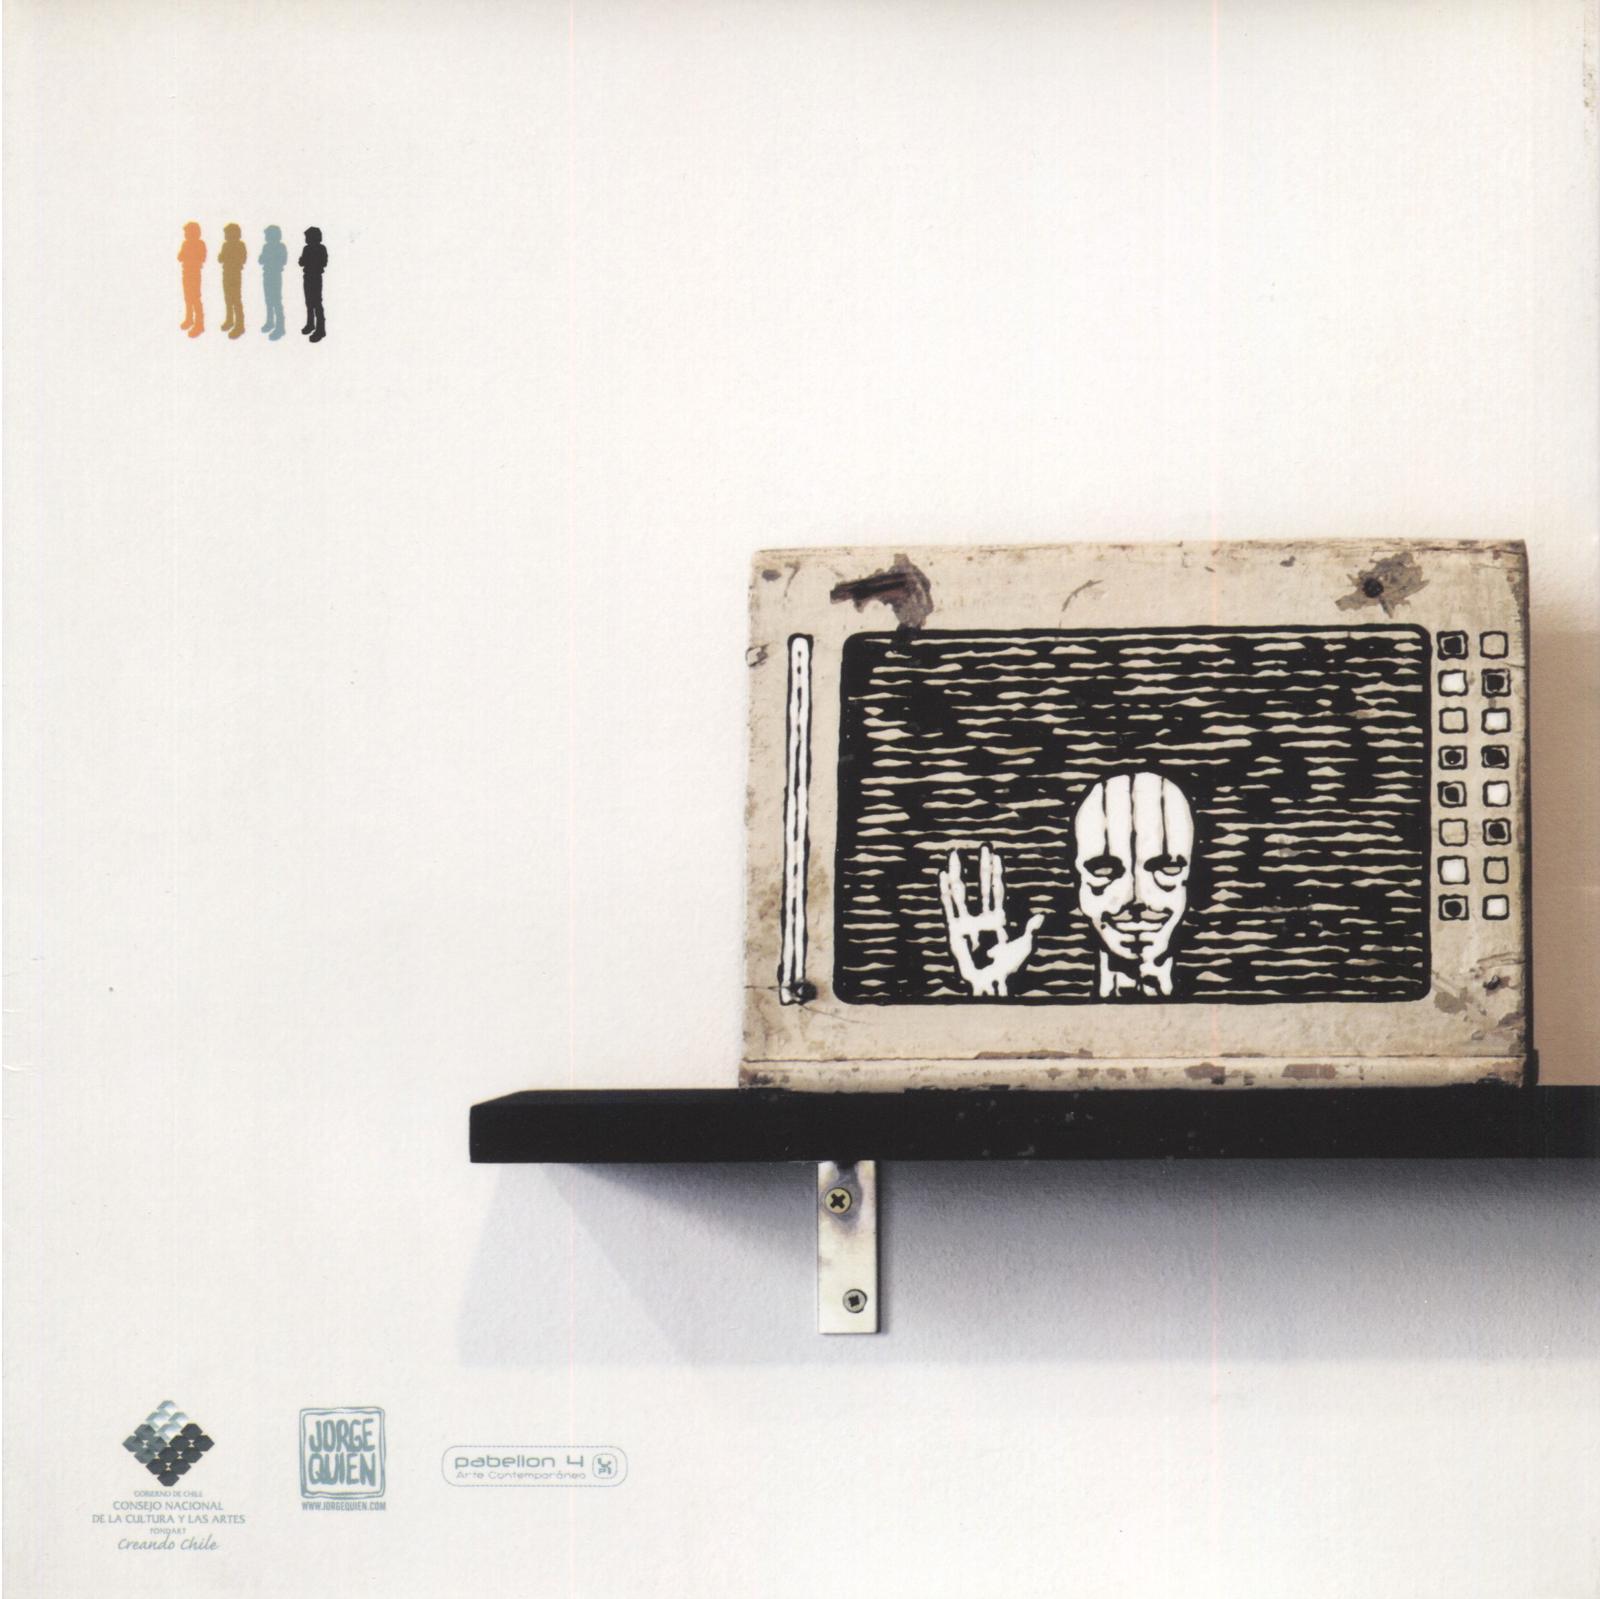 GOBIERNO DE CHILE
CONSEJO NACIONAL
DE LA CULTURA Y LAS ARTES
FONDART
Creando Chile
JORGE
QUIEN
WWW.JORGEQUIEN.COM
pabellon 4
Arte Contemporáneo